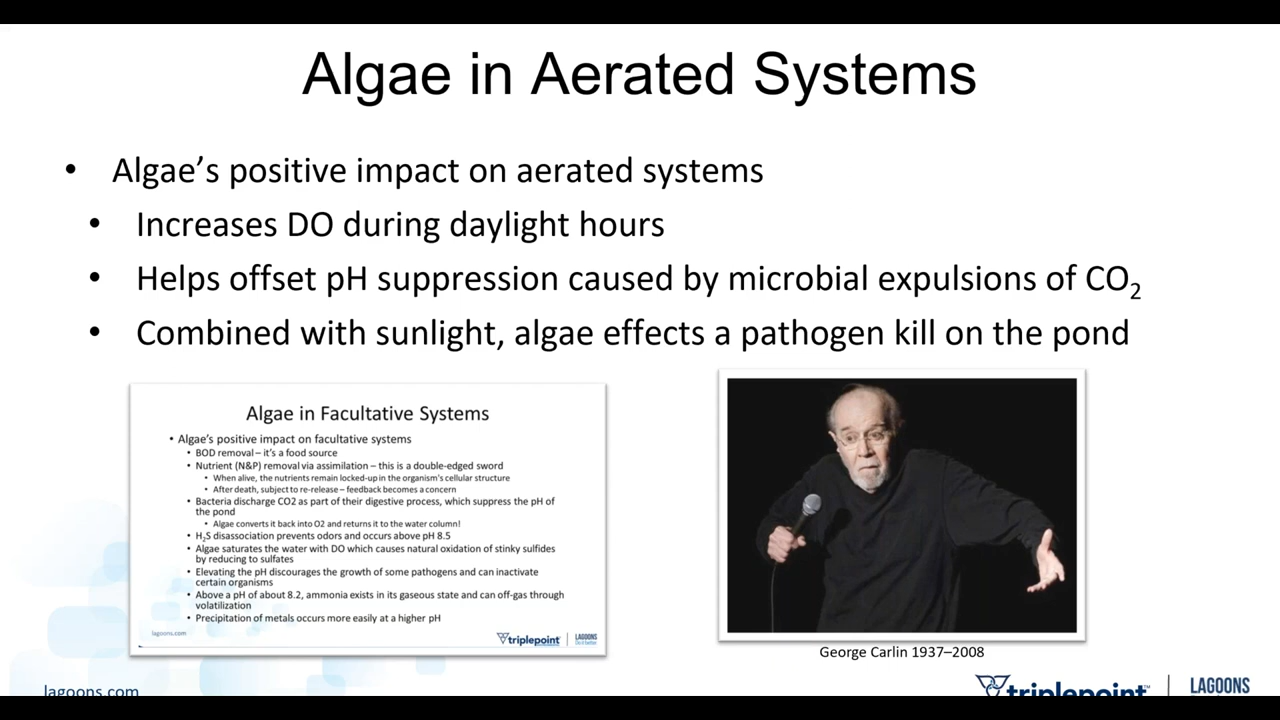 Algae in Aerated Systems
• Algae’s positive impact on aerated systems
• Increases DO during daylight hours
• Helps offset pH suppression caused by microbial expulsions of CO2
• Combined with sunlight, algae effects a pathogen kill on the pond
Algae in Facultative Systems
• Algae’s positive impact on facultative systems
• BOD removal – it’s a food source
• Nutrient (N&P) removal via assimilation – this is a double-edged sword
• When alive, the nutrients remain locked-up in the organism’s cellular structure
• After death, subject to re-release – feedback becomes a concern
• Bacteria discharge CO2 as part of their digestive process, which suppress the pH of
the pond
• Algae converts it back into O2 and returns it to the water column!
• H2S disassociation prevents odors and occurs above pH 8.5
• Algae saturates the water with DO which causes natural oxidation of stinky sulfides
by reducing to sulfates
• Elevating the pH discourages the growth of some pathogens and can inactivate
certain organisms
• Above a pH of about 8.2, ammonia exists in its gaseous state and can off-gas through
volatilization
• Precipitation of metals occurs more easily at a higher pH
lagoons.com
triplepoint
LAGOONS
George Carlin 1937–2008
lagoons.com
triplepoint™
LAGOONS